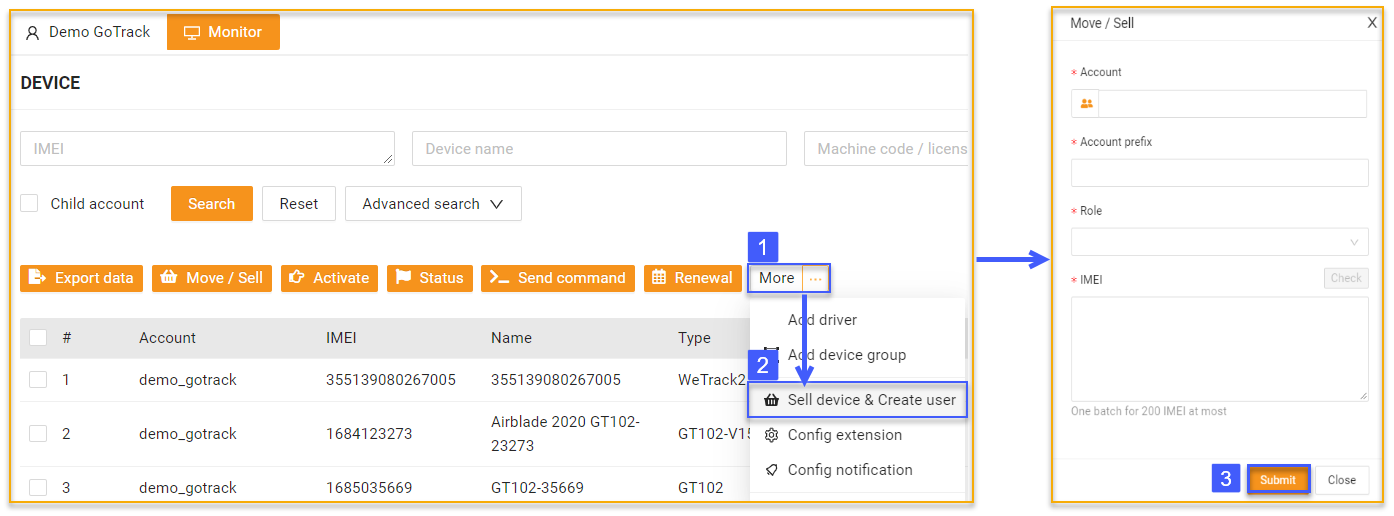 Demo GoTrack Monitor
DEVICE
IMEI Device name Machine code / licens
Child account Search Reset Advanced search
1
Export data Move / Sell Activate Status Send command Renewal More ...
Add driver
Add device group
2
Sell device & Create user
Config extension
Config notification
# Account IMEI Name Type
1 demo_gotrack 355139080267005 355139080267005 WeTrack2
2 demo_gotrack 1684123273 Airblade 2020 GT102-
23273 GT102-V15
3 demo_gotrack 1685035669 GT102-35669 GT102
Move / Sell X
* Account
* Account prefix
* Role
* IMEI Check
One batch for 200 IMEI at most
3 Submit Close